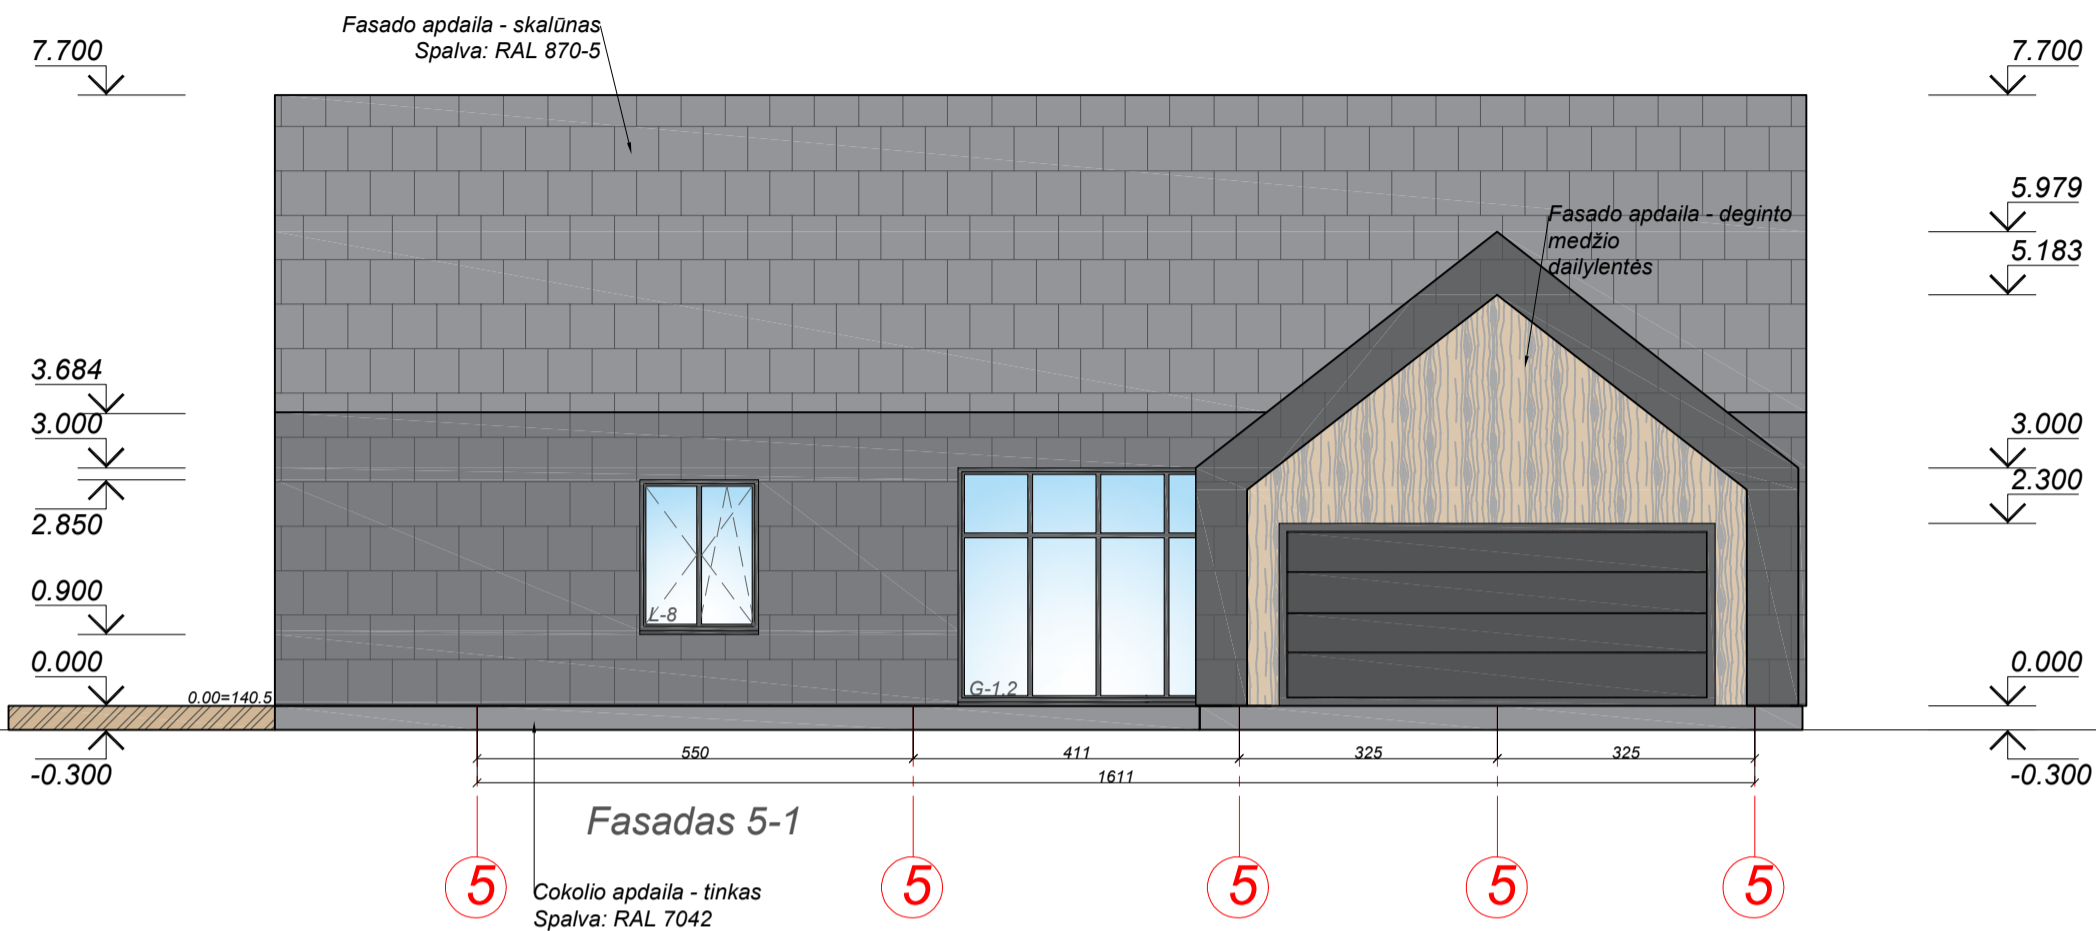 Fasado apdaila - skalūnas
Spalva: RAL 870-5
7.700
7.700
5.979
Fasado apdaila - deginto
medžio
dailylentės
5.183
3.684
3.000
3.000
2.300
2.850
0.900
L-8
0.000
0.000
0.00=140.5
G-1.2
-0.300
-0.300
550
411
325
325
1611
Fasadas 5-1
5
5
5
5
5
Cokolio apdaila - tinkas
Spalva: RAL 7042